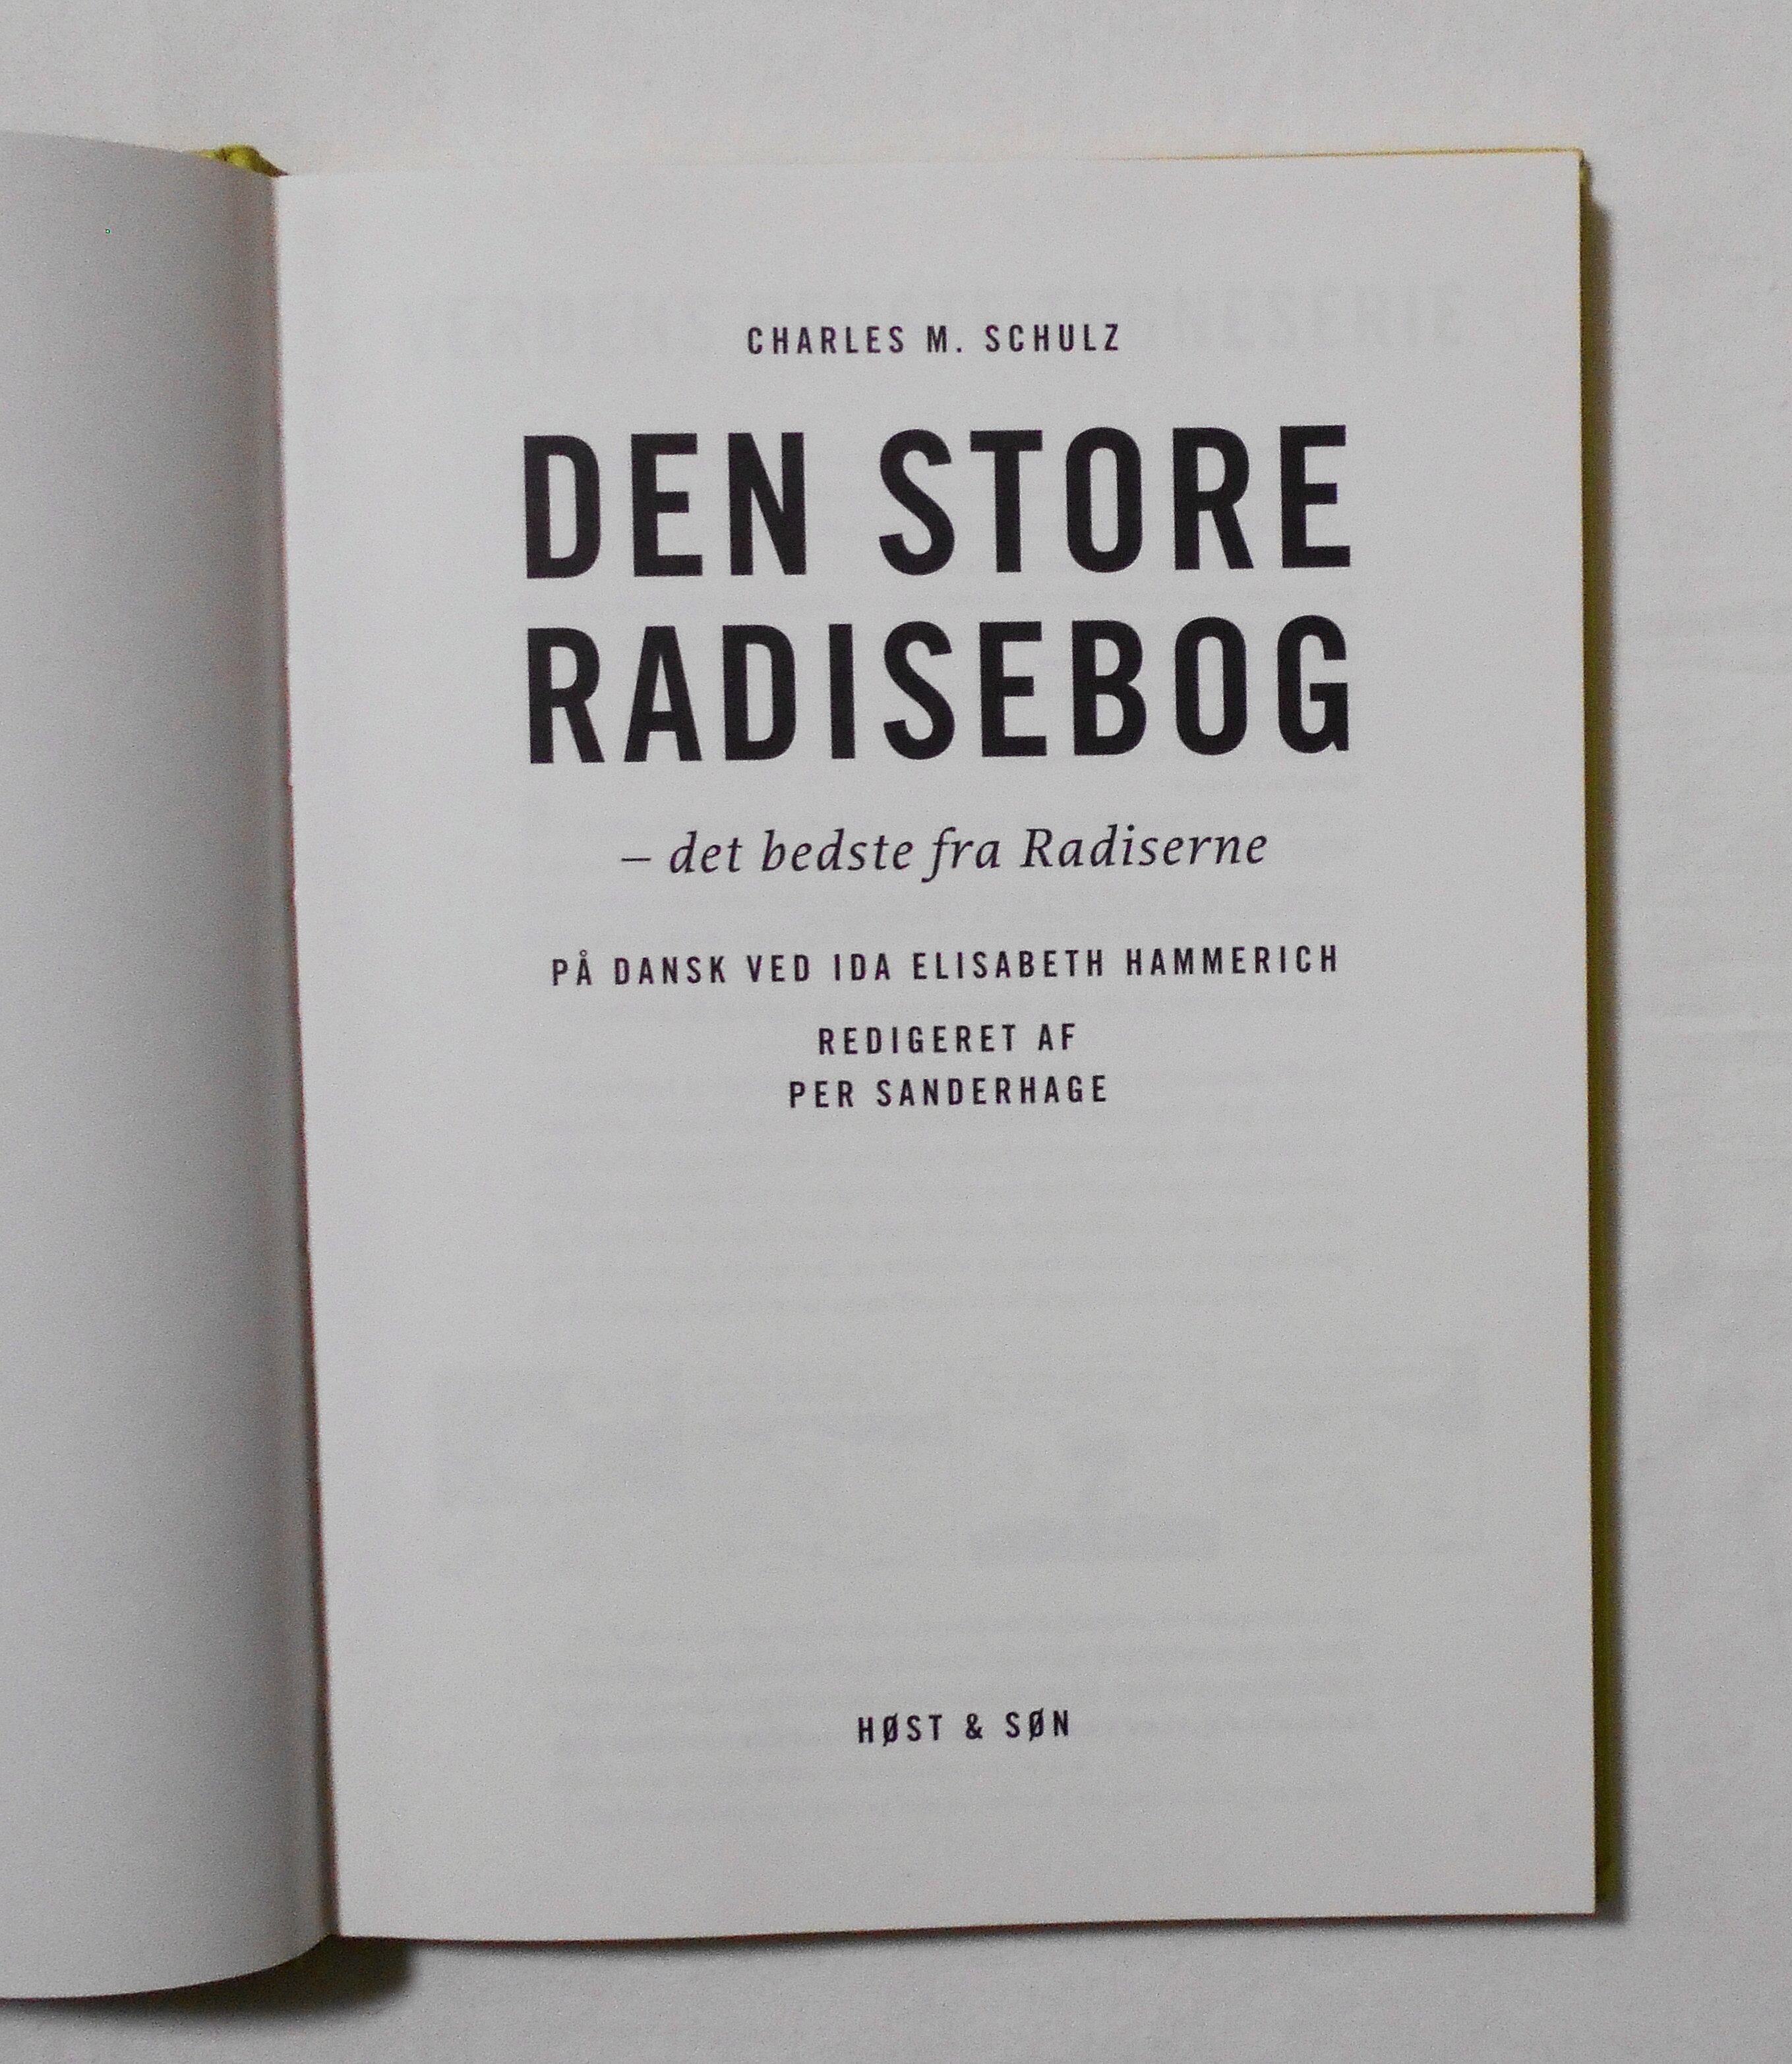 CHARLES M. SCHULZ
DEN STORE
RADISEBOG
– det bedste fra Radiserne
PÅ DANSK VED IDA ELISABETH HAMMERICH
REDIGERET AF
PER SANDERHAGE
HØST & SØN